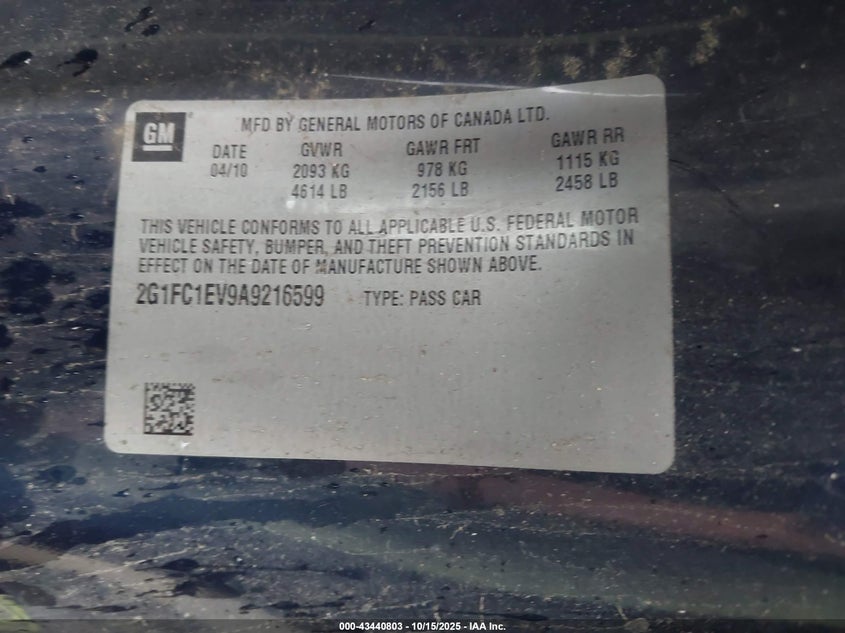 GM
MFD BY GENERAL MOTORS OF CANADA LTD.
DATE GVWR GAWR FRT GAWR RR
04/10 2093 KG 978 KG 1115 KG
4614 LB 2156 LB 2458 LB
THIS VEHICLE CONFORMS TO ALL APPLICABLE U.S. FEDERAL MOTOR
VEHICLE SAFETY, BUMPER, AND THEFT PREVENTION STANDARDS IN
EFFECT ON THE DATE OF MANUFACTURE SHOWN ABOVE.
2G1FC1EV9A9216599 TYPE: PASS CAR
000-43440803 - 10/15/2025 - IAA Inc.